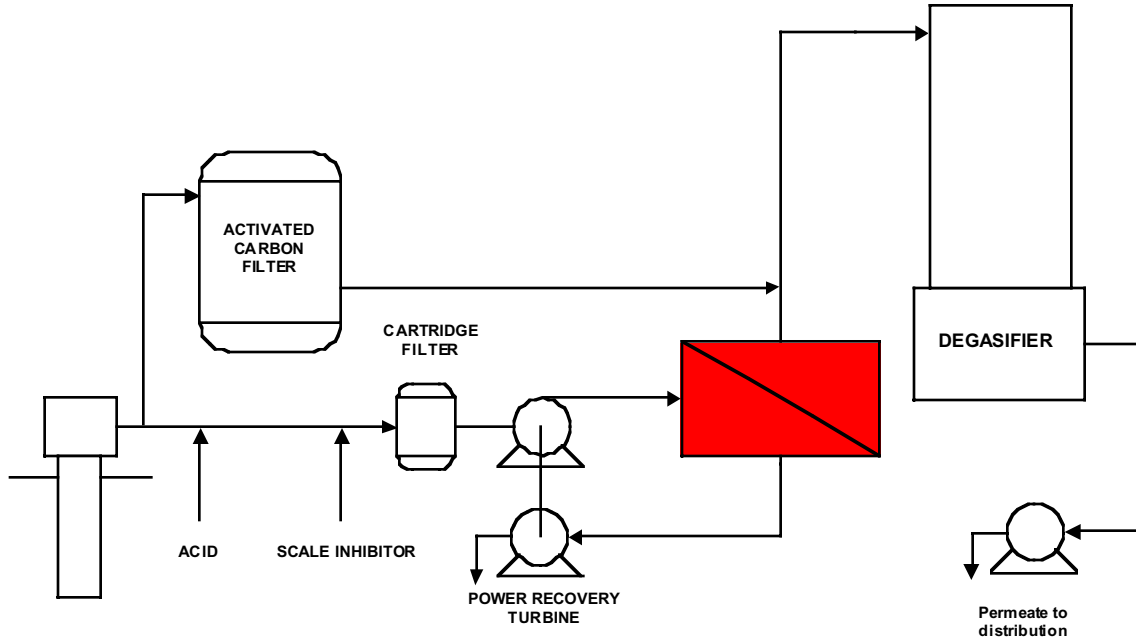 ACTIVATED
CARBON
FILTER
CARTRIDGE
FILTER
DEGASIFIER
ACID
SCALE INHIBITOR
POWER RECOVERY
TURBINE
Permeate to
distribution